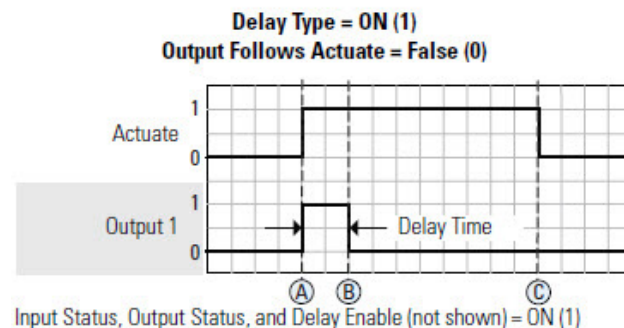 Delay Type = ON (1)
Output Follows Actuate = False (0)
1
Actuate
0
1
Output 1
Delay Time
0
A B C
Input Status, Output Status, and Delay Enable (not shown) = ON (1)